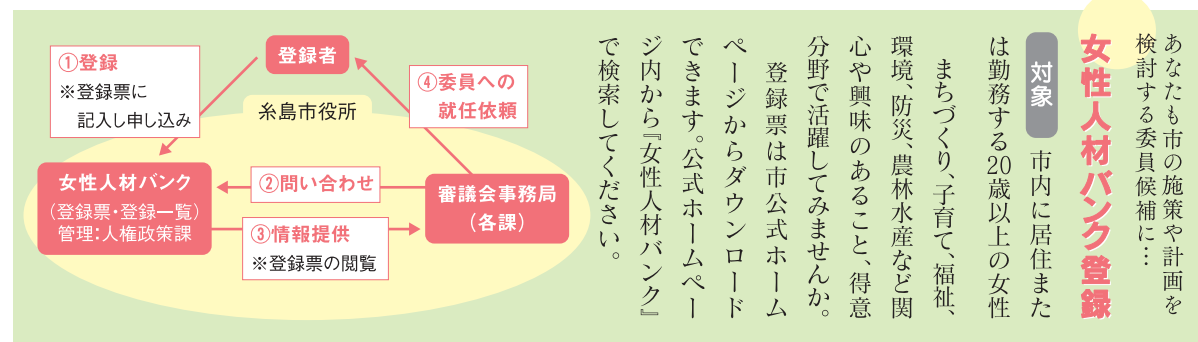 あなたも市の施策や計画を
検討する委員候補に…
女性人材バンク登録
対象 市内に居住また
は勤務する20歳以上の女性
まちづくり、子育て、福祉、
環境、防災、農林水産など関
心や興味のあること、得意
分野で活躍してみませんか。
登録票は市公式ホーム
ページからダウンロード
できます。公式ホームペー
ジ内から『女性人材バンク』
で検索してください。
登録者
①登録
※登録票に
記入し申し込み
④委員への
就任依頼
糸島市役所
女性人材バンク
（登録票・登録一覧）
管理：人権政策課
②問い合わせ
審議会事務局
（各課）
③情報提供
※登録票の閲覧